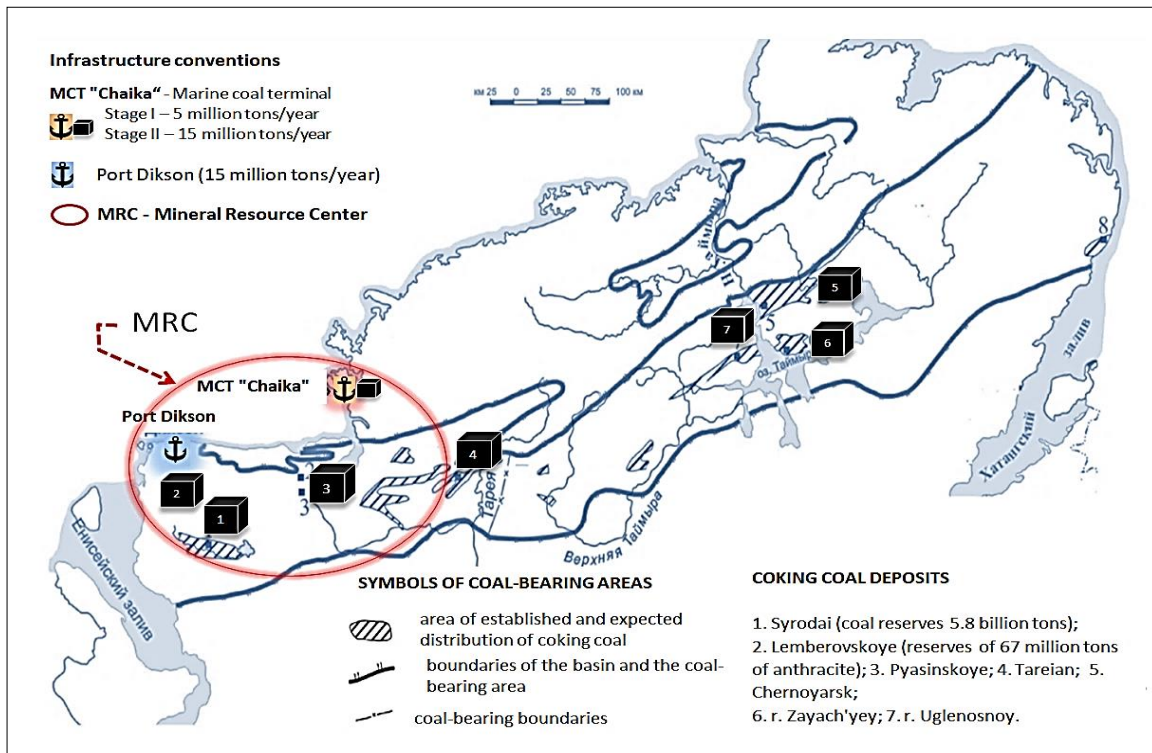 Infrastructure conventions
MCT "Chaika" - Marine coal terminal
Stage I – 5 million tons/year
Stage II – 15 million tons/year
Port Dikson (15 million tons/year)
MRC - Mineral Resource Center
км 25 0 25 50 75 100 км
MRC
MCT "Chaika"
Port Dikson
1
2
3
3
4
5
5
6
7
8
Тарея
Верхняя Таймыра
оз. Таймыр
Хатангский
залив
Енисейский залив
SYMBOLS OF COAL-BEARING AREAS
area of established and expected
distribution of coking coal
boundaries of the basin and the coal-
bearing area
coal-bearing boundaries
COKING COAL DEPOSITS
1. Syrodai (coal reserves 5.8 billion tons);
2. Lemberovskoye (reserves of 67 million tons
of anthracite); 3. Pyasinskoye; 4. Tareian; 5.
Chernoyarsk;
6. r. Zayach'yey; 7. r. Uglenosnoy.